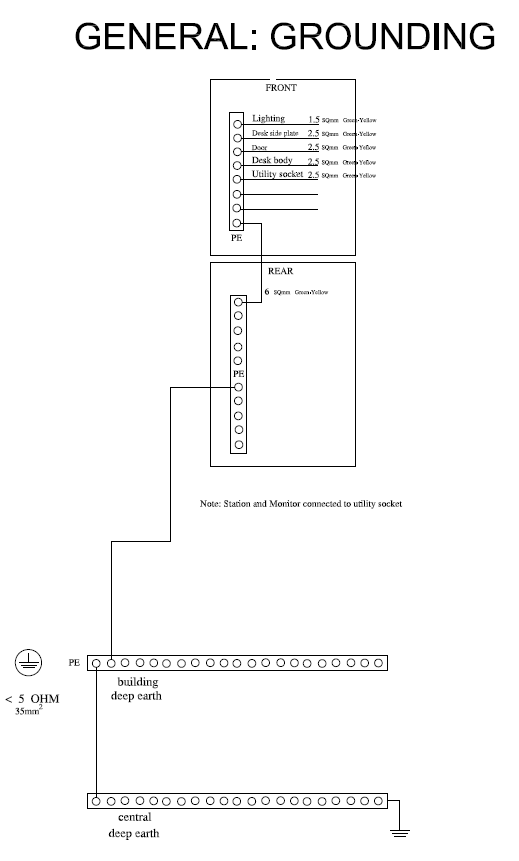 GENERAL: GROUNDING
FRONT
Lighting 1.5 SQmm Green-Yellow
Desk side plate 2.5 SQmm Green-Yellow
Door 2.5 SQmm Green-Yellow
Desk body 2.5 SQmm Green-Yellow
Utility socket 2.5 SQmm Green-Yellow
PE
REAR
6 SQmm Green-Yellow
PE
Note: Station and Monitor connected to utility socket
PE
building
deep earth
< 5 OHM
35mm²
central
deep earth